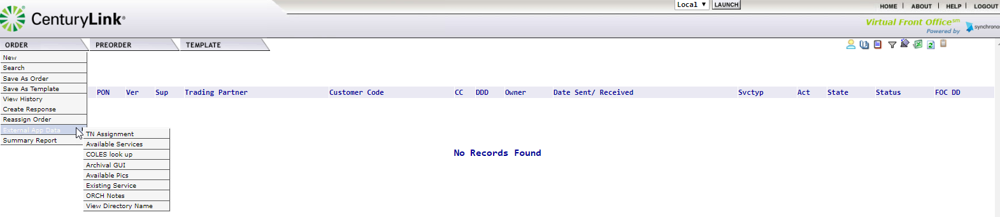 Local LAUNCH
HOME | ABOUT | HELP | LOGOUT
CenturyLink®
Virtual Front Office sm
Powered by synchronos
ORDER PREORDER TEMPLATE
New
Search
Save As Order
Save As Template
View History
Create Response
Reassign Order
External App Data
Summary Report
TN Assignment
Available Services
COLES look up
Archival GUI
Available Pics
Existing Service
ORCH Notes
View Directory Name
PON Ver Sup Trading Partner Customer Code CC DDD Owner Date Sent/ Received Svctyp Act State Status FOC DD
No Records Found